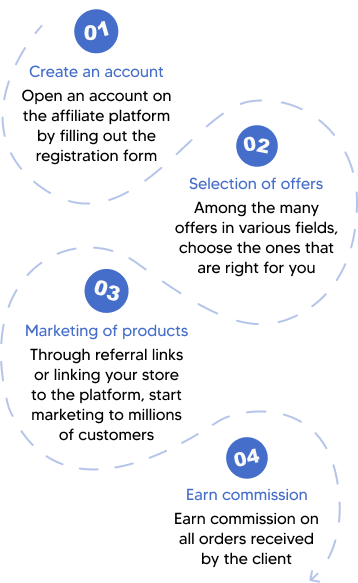 01
Create an account
Open an account on
the affiliate platform
by filling out the
registration form
02
Selection of offers
Among the many
offers in various fields,
choose the ones that
are right for you
03
Marketing of products
Through referral links
or linking your store
to the platform, start
marketing to millions
of customers
04
Earn commission
Earn commission on
all orders received
by the client